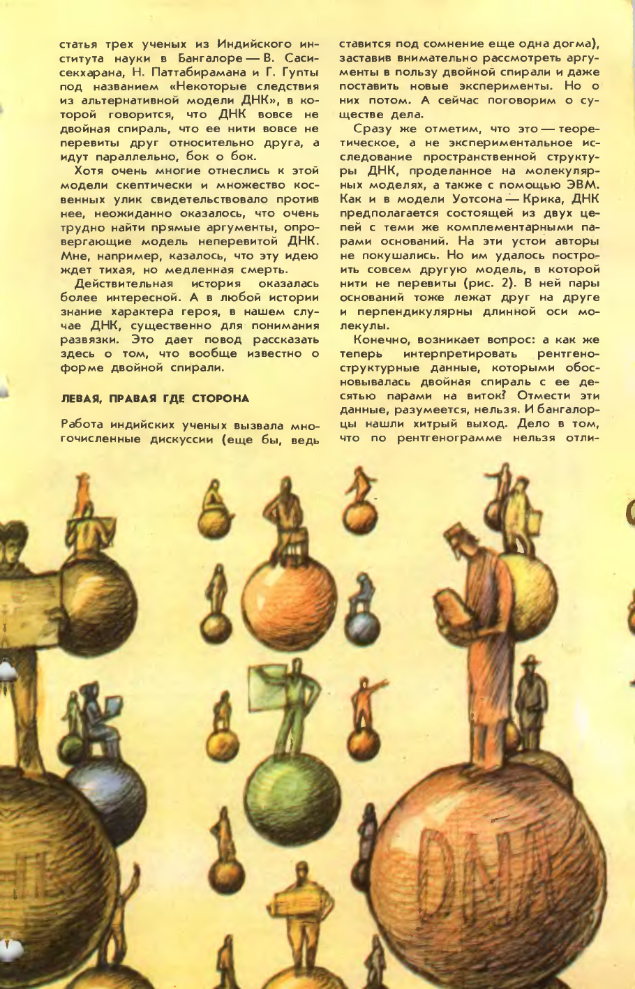 статья трех ученых из Индийского ин-
ститута науки в Бангалоре — В. Саси-
секхарана, Н. Паттабирамана и Г. Гупты
под названием «Некоторые следствия
из альтернативной модели ДНК», в ко-
торой говорится, что ДНК вовсе не
двойная спираль, что ее нити вовсе не
перевиты друг относительно друга, а
идут параллельно, бок о бок.
Хотя очень многие отнеслись к этой
модели скептически и множество кос-
венных улик свидетельствовало против
нее, неожиданно оказалось, что очень
трудно найти прямые аргументы, опро-
вергающие модель неперевитой ДНК.
Мне, например, казалось, что эту идею
ждет тихая, но медленная смерть.
Действительная история оказалась
более интересной. А в любой истории
знание характера героя, в нашем слу-
чае ДНК, существенно для понимания
развязки. Это дает повод рассказать
здесь о том, что вообще известно о
форме двойной спирали.
ЛЕВАЯ, ПРАВАЯ ГДЕ СТОРОНА
Работа индийских ученых вызвала мно-
гочисленные дискуссии (еще бы, ведь
ставится под сомнение еще одна догма),
заставив внимательно рассмотреть аргу-
менты в пользу двойной спирали и даже
поставить новые эксперименты. Но о
них потом. А сейчас поговорим о су-
ществе дела.
Сразу же отметим, что это — теоре-
тическое, а не экспериментальное ис-
следование пространственной структу-
ры ДНК, проделанное на молекуляр-
ных моделях, а также с помощью ЭВМ.
Как и в модели Уотсона — Крика, ДНК
предполагается состоящей из двух це-
пей с теми же комплементарными па-
рами оснований. На эти устои авторы
не покушались. Но им удалось постро-
ить совсем другую модель, в которой
нити не перевиты (рис. 2). В ней пары
оснований тоже лежат друг на друге
и перпендикулярны длинной оси мо-
лекулы.
Конечно, возникает вопрос: а как же
теперь интерпретировать рентгено-
структурные данные, которыми обос-
новывалась двойная спираль с ее де-
сятью парами на виток? Отмести эти
данные, разумеется, нельзя. И бангалор-
цы нашли хитрый выход. Дело в том,
что по рентгенограмме нельзя отли-
DNA